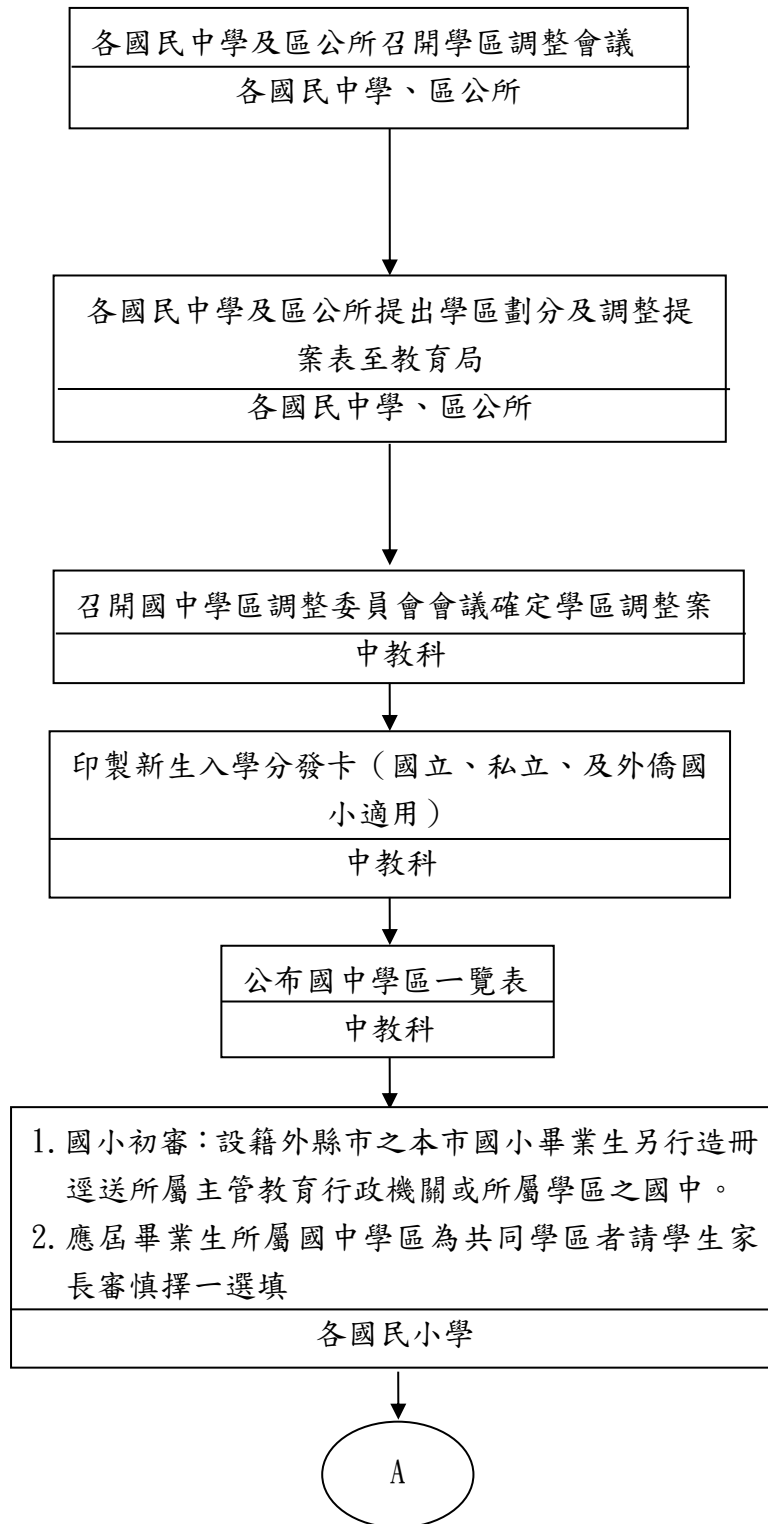 各國民中學及區公所召開學區調整會議
各國民中學、區公所
各國民中學及區公所提出學區劃分及調整提
案表至教育局
各國民中學、區公所
召開國中學區調整委員會會議確定學區調整案
中教科
印製新生入學分發卡（國立、私立、及外僑國
小適用）
中教科
公布國中學區一覽表
中教科
1. 國小初審：設籍外縣市之本市國小畢業生另行造冊
逕送所屬主管教育行政機關或所屬學區之國中。
2. 應屆畢業生所屬國中學區為共同學區者請學生家
長審慎擇一選填
各國民小學
A